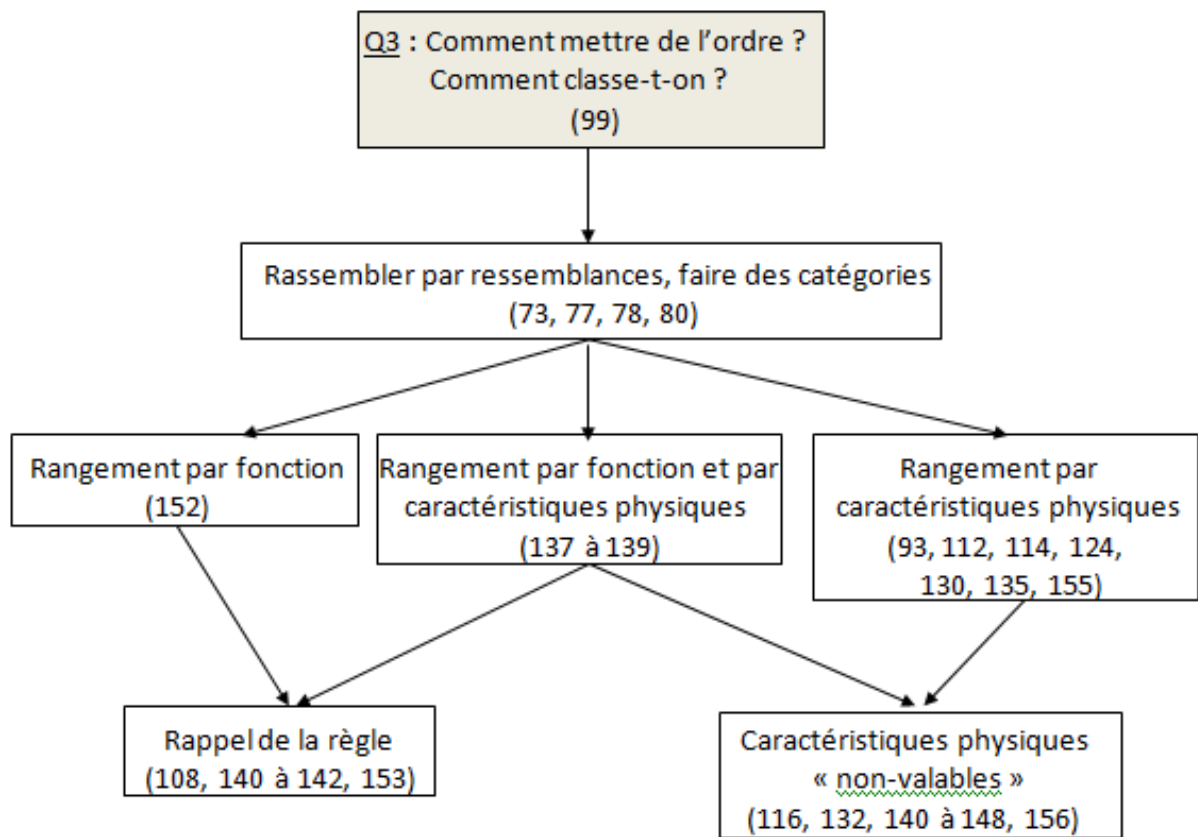 Q3 : Comment mettre de l'ordre ?
Comment classe-t-on ?
(99)
Rassembler par ressemblances, faire des catégories
(73, 77, 78, 80)
Rangement par fonction
(152)
Rangement par fonction et par
caractéristiques physiques
(137 à 139)
Rangement par
caractéristiques physiques
(93, 112, 114, 124,
130, 135, 155)
Rappel de la règle
(108, 140 à 142, 153)
Caractéristiques physiques
« non-valables »
(116, 132, 140 à 148, 156)